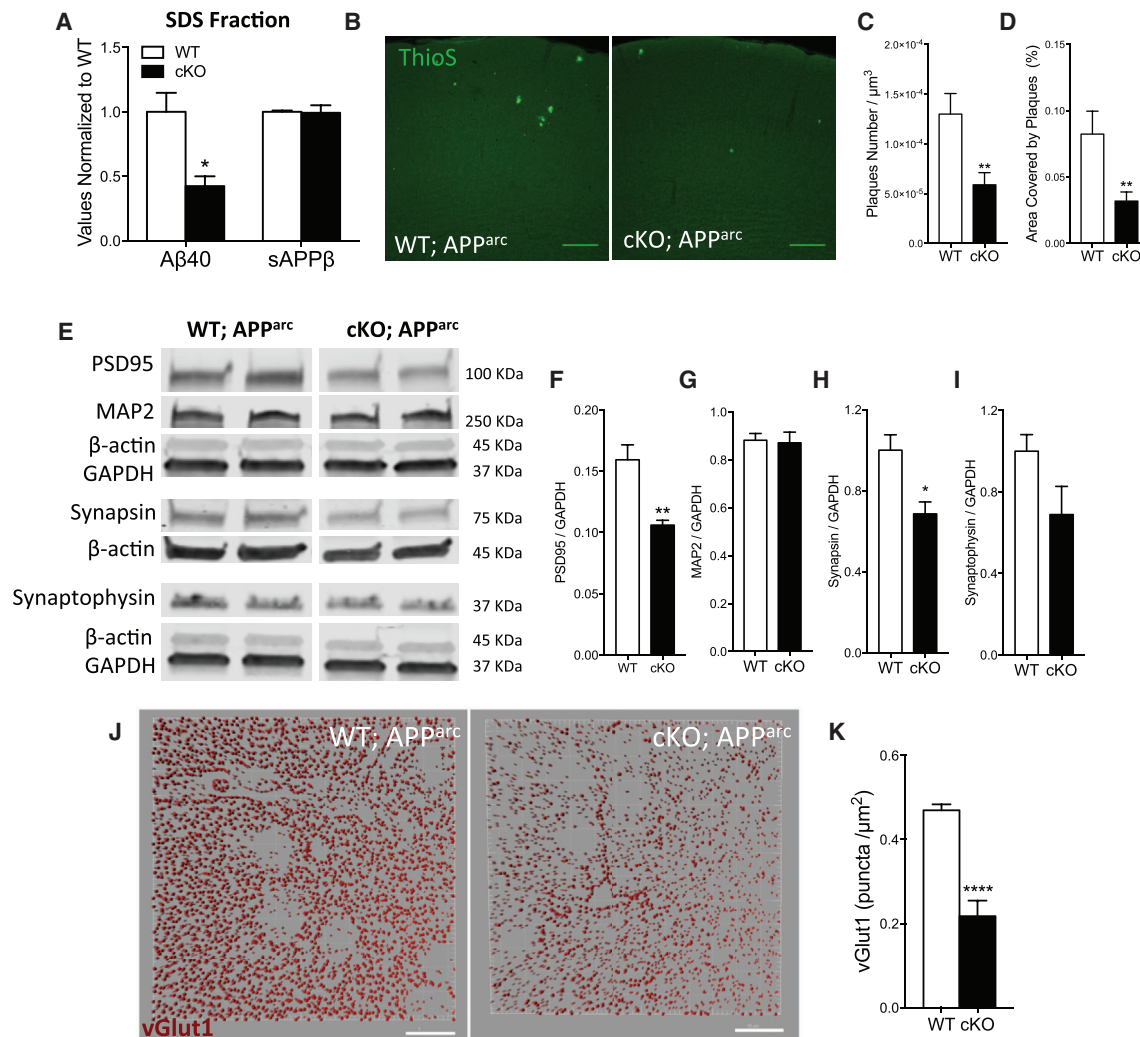 A
SDS Fraction
Values Normalized to WT
1.5
1.0
0.5
0.0
WT
cKO
*
Aβ40
sAPPβ
B
ThioS
WT; APParc
cKO; APParc
C
Plaques Number / µm³
2.0×10⁻⁴
1.5×10⁻⁴
1.0×10⁻⁴
5.0×10⁻⁵
0.0
**
WT cKO
D
Area Covered by Plaques (%)
0.15
0.10
0.05
0.00
**
WT cKO
E
WT; APParc
cKO; APParc
PSD95
100 KDa
MAP2
250 KDa
β-actin
45 KDa
GAPDH
37 KDa
Synapsin
75 KDa
β-actin
45 KDa
Synaptophysin
37 KDa
β-actin
45 KDa
GAPDH
37 KDa
F
PSD95 / GAPDH
0.20
0.15
0.10
0.05
0.00
**
WT cKO
G
MAP2 / GAPDH
1.0
0.8
0.6
0.4
0.2
0.0
WT cKO
H
Synapsin / GAPDH
1.2
0.8
0.4
0.0
*
WT cKO
I
Synaptophysin / GAPDH
1.2
0.8
0.4
0.0
WT cKO
J
WT; APParc
vGlut1
cKO; APParc
K
vGlut1 (puncta /µm²)
0.6
0.4
0.2
0.0
****
WT cKO